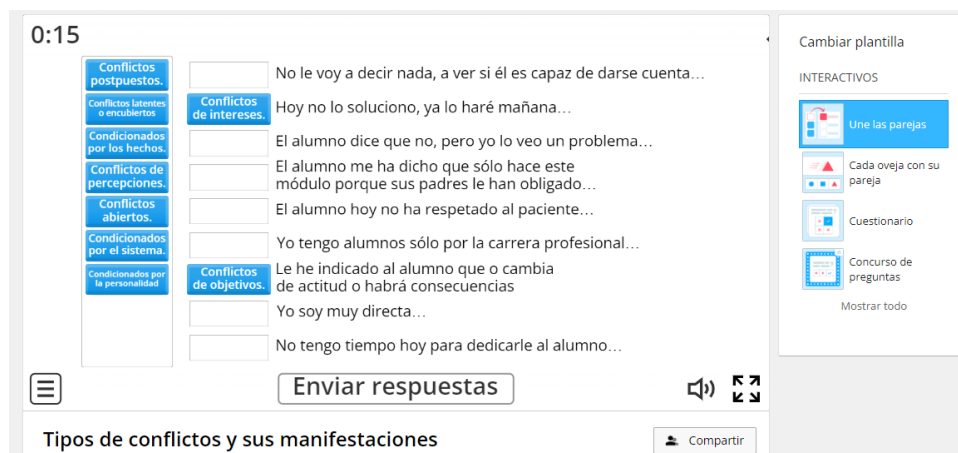 0:15
Conflictos
postpuestos.
Conflictos latentes
o encubiertos
Condicionados
por los hechos.
Conflictos de
percepciones.
Conflictos
abiertos.
Condicionados
por el sistema.
Condicionados por
la personalidad
No le voy a decir nada, a ver si él es capaz de darse cuenta…
Conflictos
de intereses.
Hoy no lo soluciono, ya lo haré mañana…
El alumno dice que no, pero yo lo veo un problema…
El alumno me ha dicho que sólo hace este
módulo porque sus padres le han obligado…
El alumno hoy no ha respetado al paciente…
Yo tengo alumnos sólo por la carrera profesional…
Conflictos
de objetivos.
Le he indicado al alumno que o cambia
de actitud o habrá consecuencias
Yo soy muy directa…
No tengo tiempo hoy para dedicarle al alumno…
Enviar respuestas
Tipos de conflictos y sus manifestaciones
Compartir
Cambiar plantilla
INTERACTIVOS
Une las parejas
Cada oveja con su
pareja
Cuestionario
Concurso de
preguntas
Mostrar todo